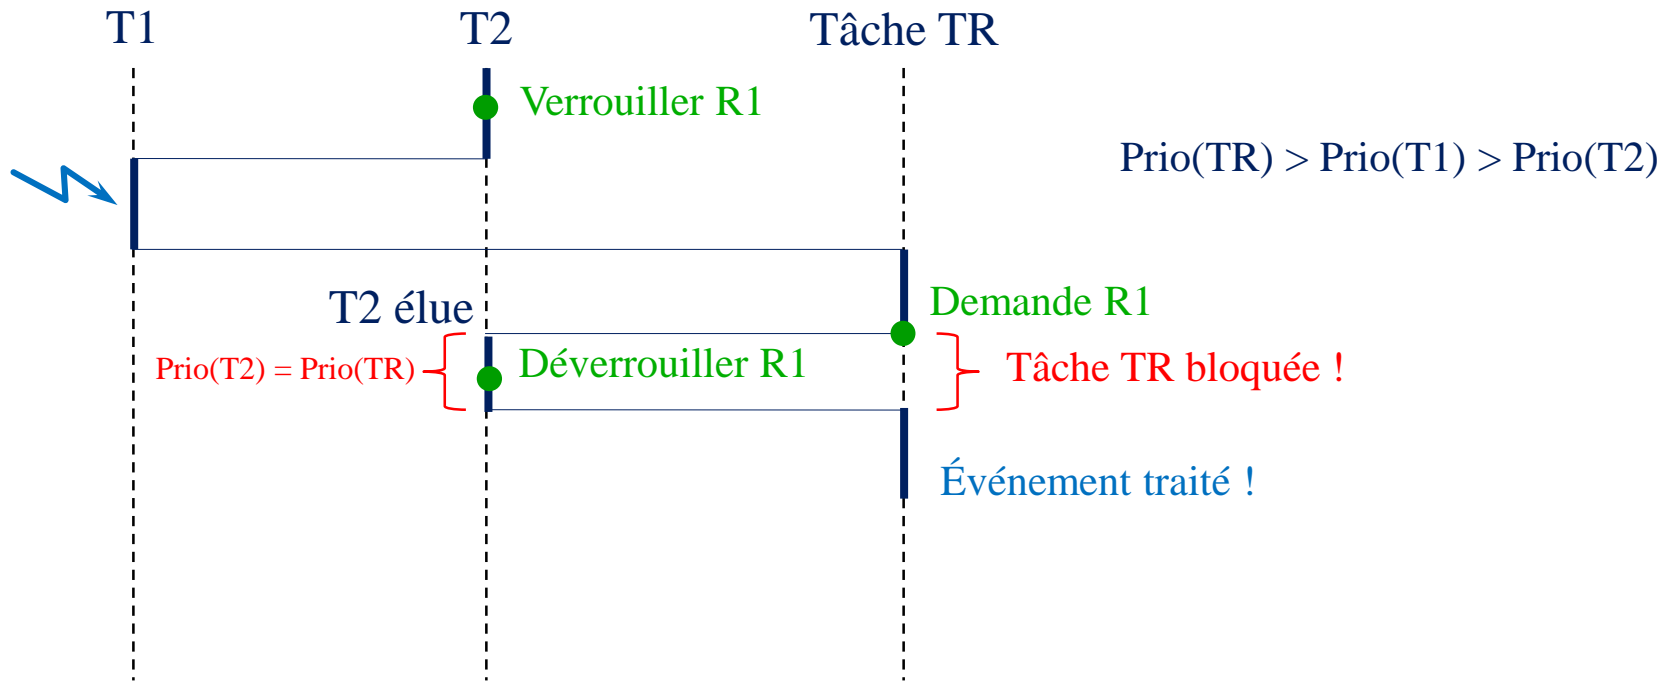 T1
T2
Tâche TR
Verrouiller R1
Prio(TR) > Prio(T1) > Prio(T2)
T2 élue
Demande R1
Prio(T2) = Prio(TR)
Déverrouiller R1
Tâche TR bloquée !
Événement traité !